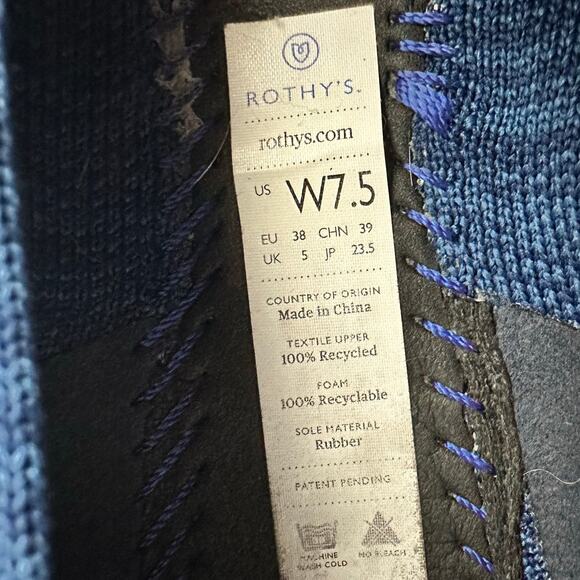 ROTHY'S™
rothys.com
US W7.5
EU 38 CHN 39
UK 5 JP 23.5
COUNTRY OF ORIGIN
Made in China
TEXTILE UPPER
100% Recycled
FOAM
100% Recyclable
SOLE MATERIAL
Rubber
PATENT PENDING
MACHINE WASH COLD
NO BLEACH